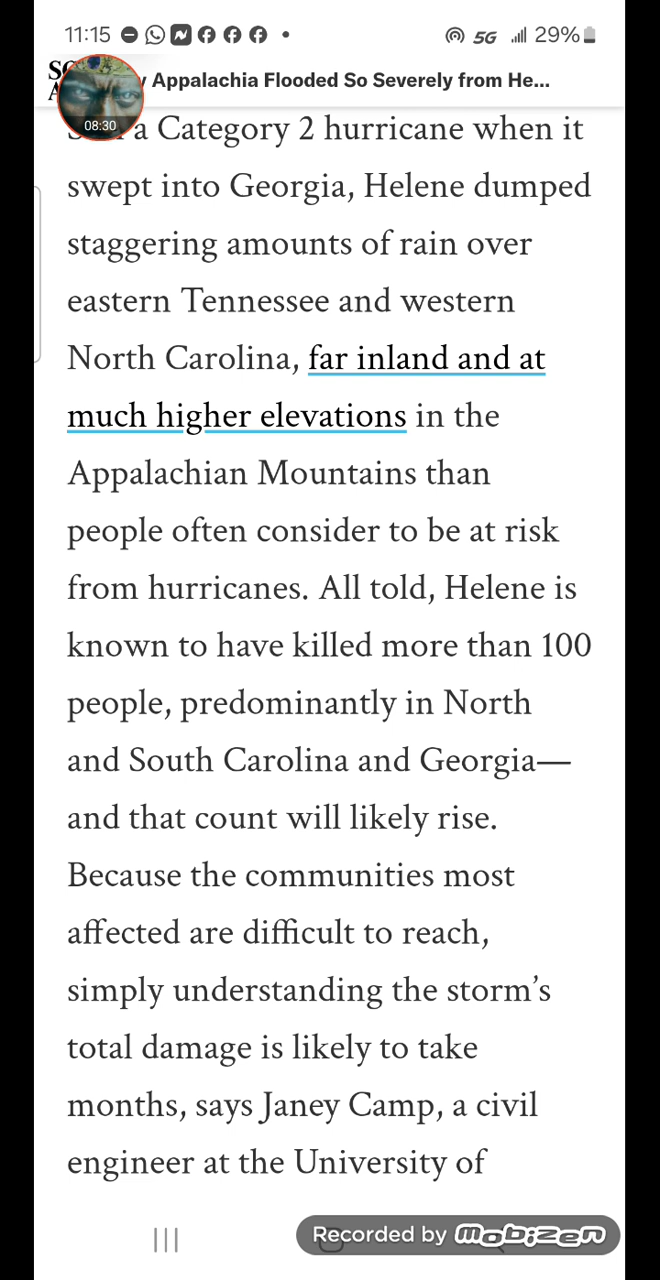 11:15 5G 29%
Appalachia Flooded So Severely from He...
08:30
a Category 2 hurricane when it
swept into Georgia, Helene dumped
staggering amounts of rain over
eastern Tennessee and western
North Carolina, far inland and at
much higher elevations in the
Appalachian Mountains than
people often consider to be at risk
from hurricanes. All told, Helene is
known to have killed more than 100
people, predominantly in North
and South Carolina and Georgia—
and that count will likely rise.
Because the communities most
affected are difficult to reach,
simply understanding the storm’s
total damage is likely to take
months, says Janey Camp, a civil
engineer at the University of
Recorded by mobizen